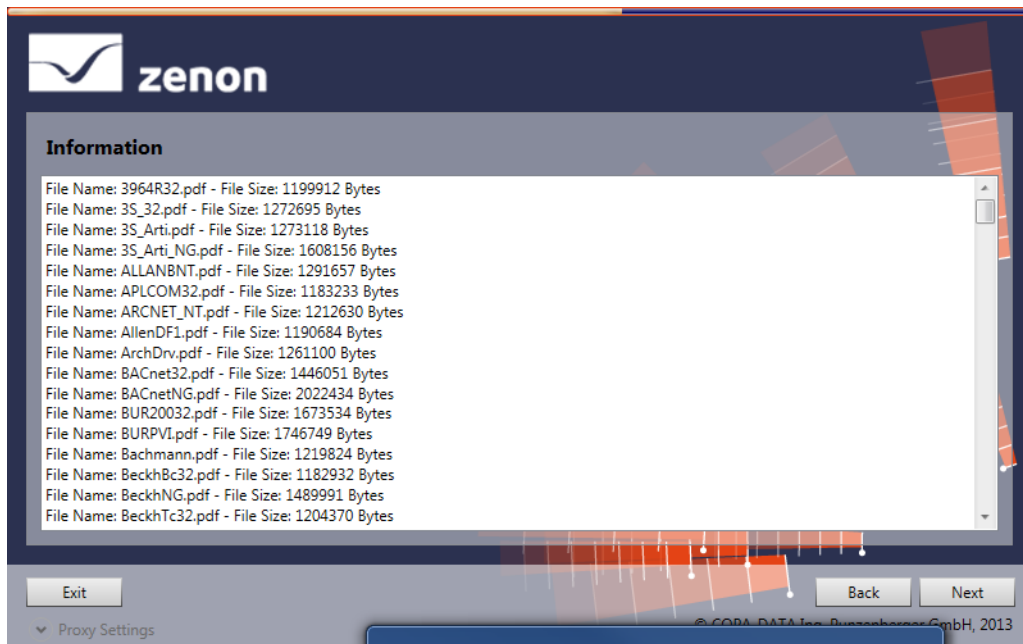 zenon
Information
File Name: 3964R32.pdf - File Size: 1199912 Bytes
File Name: 3S_32.pdf - File Size: 1272695 Bytes
File Name: 3S_Arti.pdf - File Size: 1273118 Bytes
File Name: 3S_Arti_NG.pdf - File Size: 1608156 Bytes
File Name: ALLANBNT.pdf - File Size: 1291657 Bytes
File Name: APLCOM32.pdf - File Size: 1183233 Bytes
File Name: ARCNET_NT.pdf - File Size: 1212630 Bytes
File Name: AllenDF1.pdf - File Size: 1190684 Bytes
File Name: ArchDrv.pdf - File Size: 1261100 Bytes
File Name: BACnet32.pdf - File Size: 1446051 Bytes
File Name: BACnetNG.pdf - File Size: 2022434 Bytes
File Name: BUR20032.pdf - File Size: 1673534 Bytes
File Name: BURPVI.pdf - File Size: 1746749 Bytes
File Name: Bachmann.pdf - File Size: 1219824 Bytes
File Name: BeckhBc32.pdf - File Size: 1182932 Bytes
File Name: BeckhNG.pdf - File Size: 1489991 Bytes
File Name: BeckhTc32.pdf - File Size: 1204370 Bytes
Exit Back Next
Proxy Settings © COPA-DATA Ing. Punzenberger GmbH, 2013